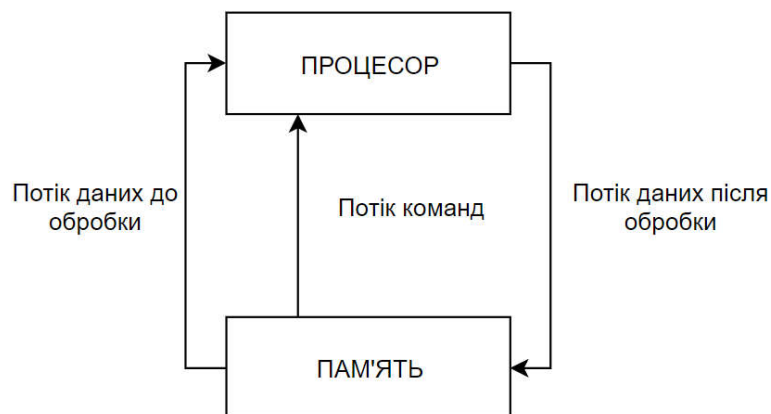 ПРОЦЕСОР
Потік даних до
обробки
Потік команд
Потік даних після
обробки
ПАМ'ЯТЬ